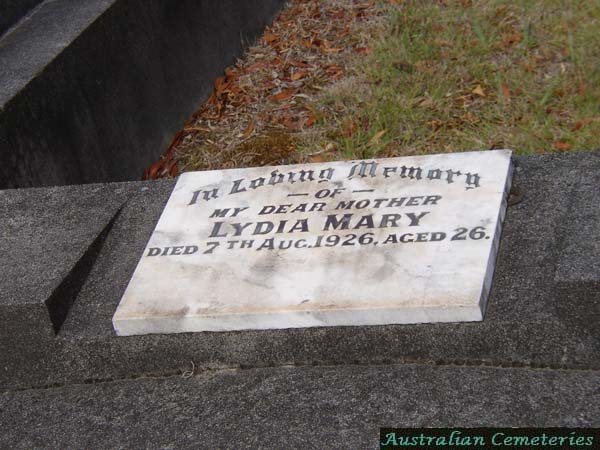 In Loving Memory
— OF —
MY DEAR MOTHER
LYDIA MARY
DIED 7TH AUG. 1926, AGED 26.
Australian Cemeteries